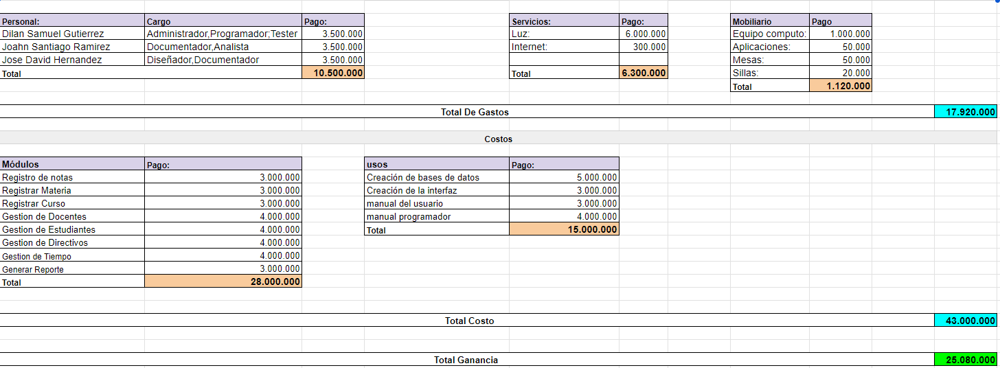 Personal: Cargo Pago: Servicios: Pago: Mobiliario Pago
Dilan Samuel Gutierrez Administrador,Programador;Tester 3.500.000 Luz: 6.000.000 Equipo computo: 1.000.000
Joahn Santiago Ramirez Documentador,Analista 3.500.000 Internet: 300.000 Aplicaciones: 50.000
Jose David Hernandez Diseñador,Documentador 3.500.000 Mesas: 50.000
Total 10.500.000 Total 6.300.000 Sillas: 20.000
Total 1.120.000
Total De Gastos 17.920.000
Costos
Módulos Pago: usos Pago:
Registro de notas 3.000.000 Creación de bases de datos 5.000.000
Registrar Materia 3.000.000 Creación de la interfaz 3.000.000
Registrar Curso 3.000.000 manual del usuario 3.000.000
Gestion de Docentes 4.000.000 manual programador 4.000.000
Gestion de Estudiantes 4.000.000 Total 15.000.000
Gestion de Directivos 4.000.000
Gestion de Tiempo 4.000.000
Generar Reporte 3.000.000
Total 28.000.000
Total Costo 43.000.000
Total Ganancia 25.080.000